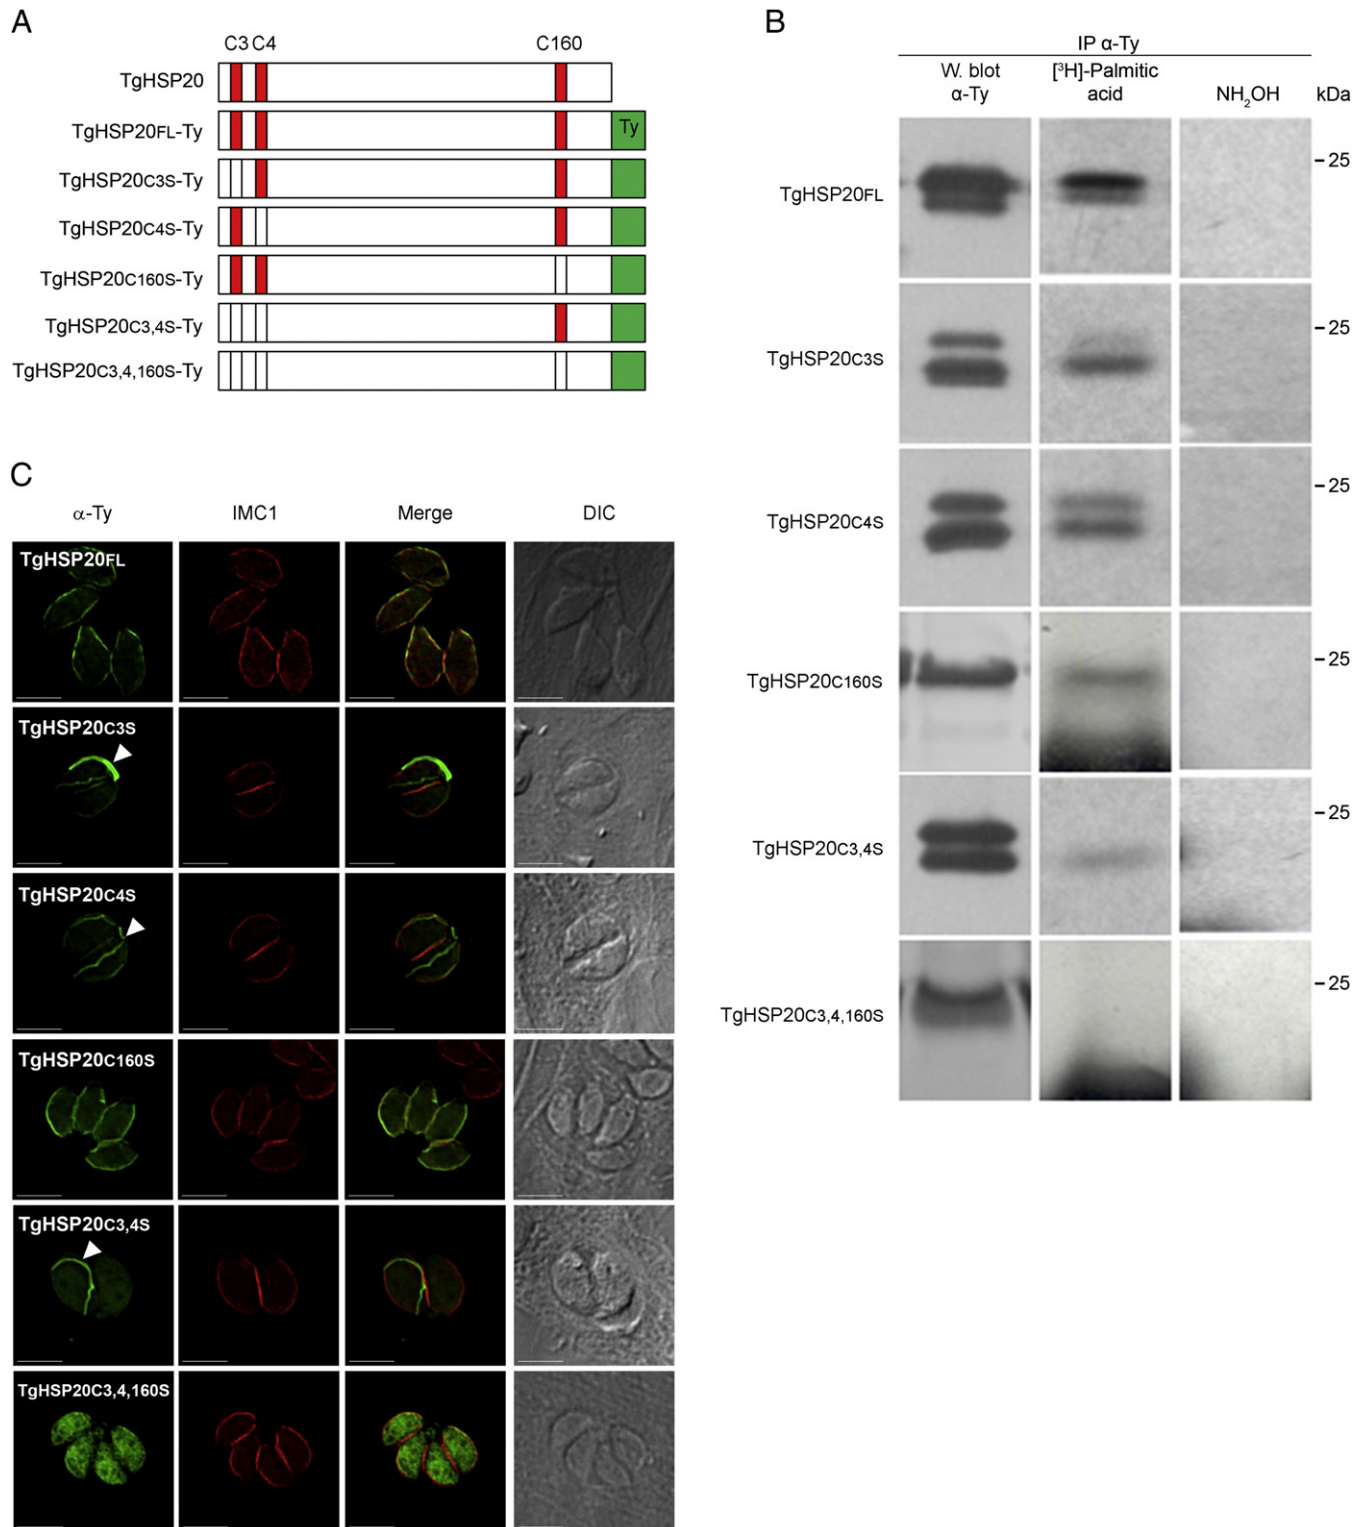 A
C3 C4 C160
TgHSP20
TgHSP20FL-Ty
Ty
TgHSP20C3S-Ty
TgHSP20C4S-Ty
TgHSP20C160S-Ty
TgHSP20C3,4S-Ty
TgHSP20C3,4,160S-Ty
B
IP α-Ty
W. blot
α-Ty
[³H]-Palmitic
acid
NH₂OH
kDa
TgHSP20FL
-25
TgHSP20C3S
-25
TgHSP20C4S
-25
TgHSP20C160S
-25
TgHSP20C3,4S
-25
TgHSP20C3,4,160S
-25
C
α-Ty IMC1 Merge DIC
TgHSP20FL
TgHSP20C3S
TgHSP20C4S
TgHSP20C160S
TgHSP20C3,4S
TgHSP20C3,4,160S